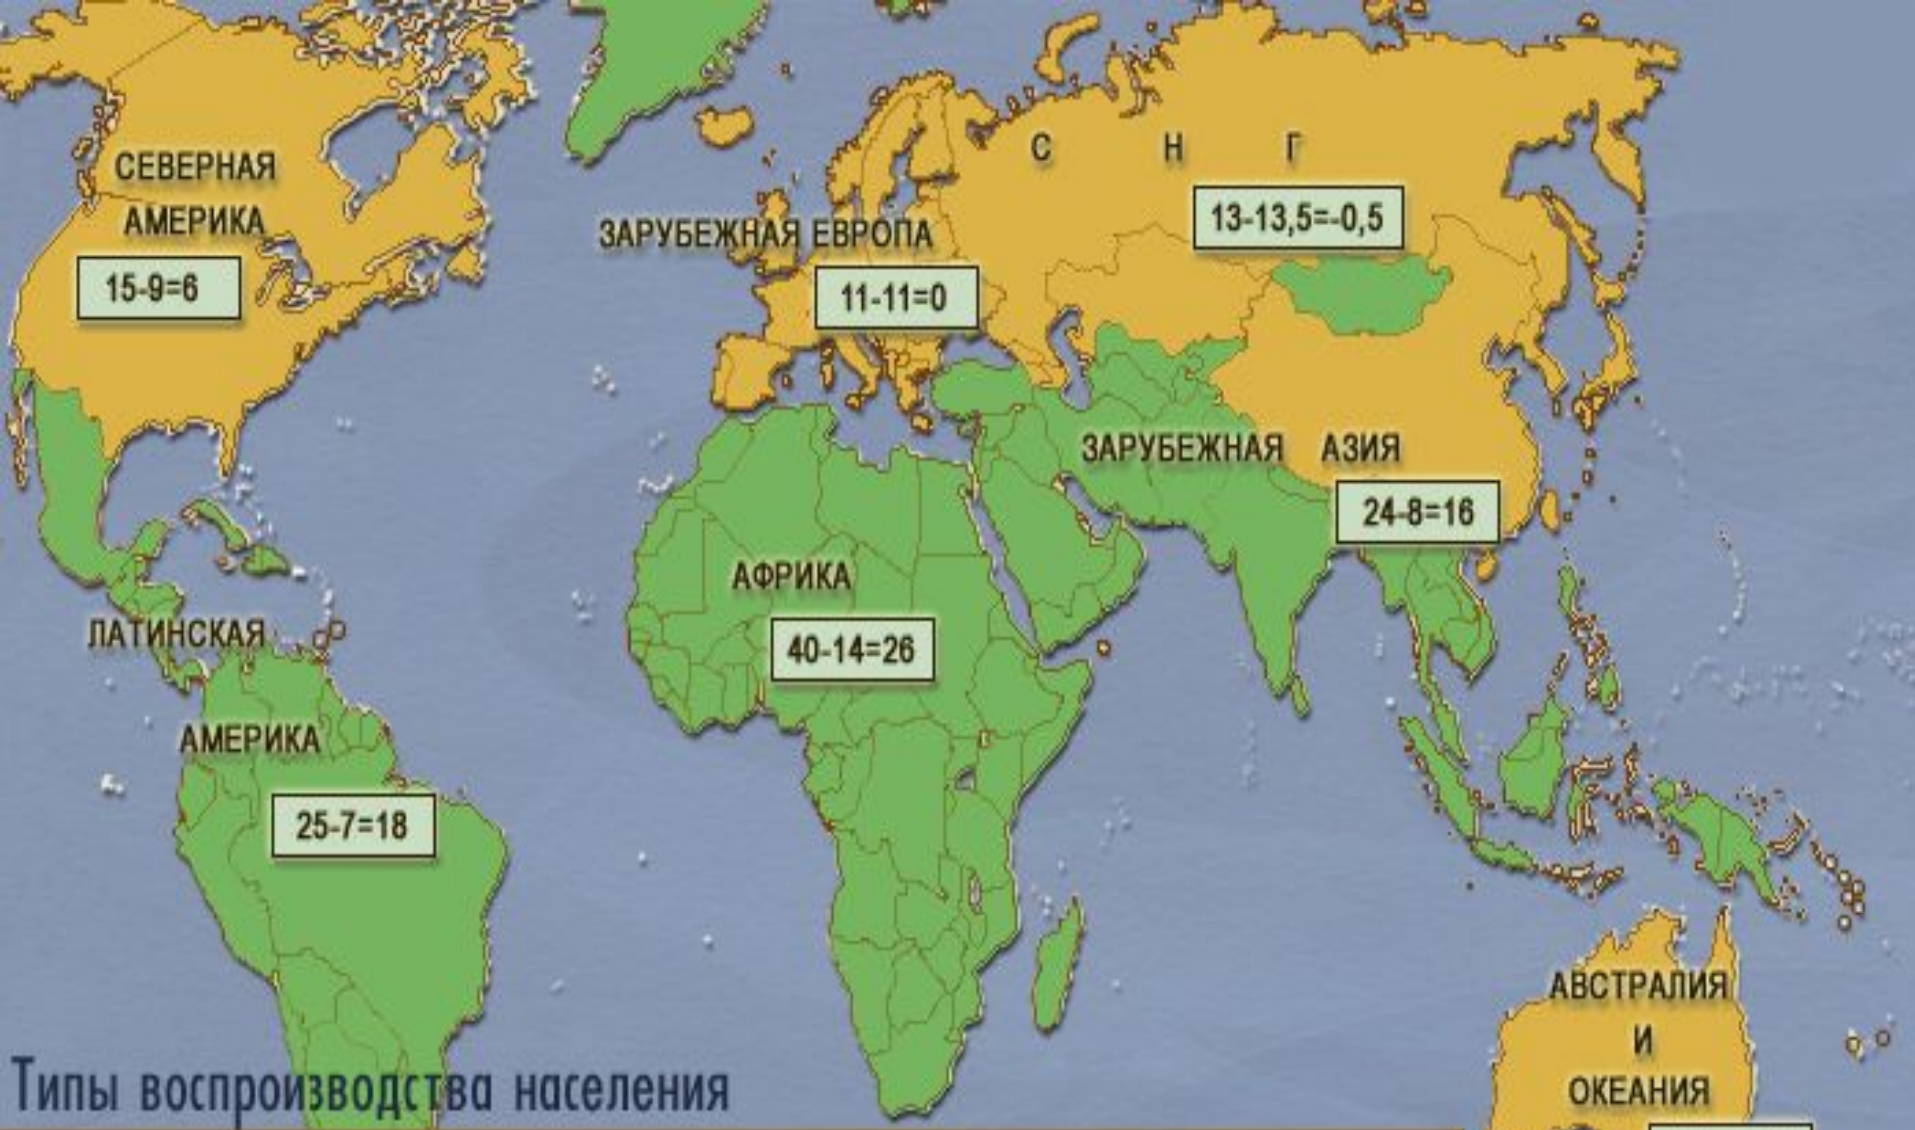 СЕВЕРНАЯ
АМЕРИКА
15-9=6
ЗАРУБЕЖНАЯ ЕВРОПА
11-11=0
С Н Г
13-13,5=-0,5
ЗАРУБЕЖНАЯ АЗИЯ
24-8=16
АФРИКА
40-14=26
ЛАТИНСКАЯ
АМЕРИКА
25-7=18
АВСТРАЛИЯ
И
ОКЕАНИЯ
Типы воспроизводства населения